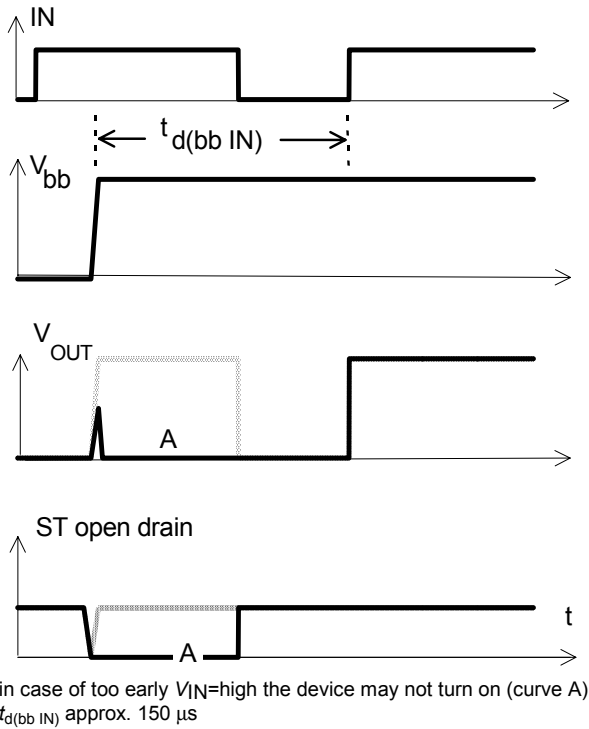 IN
t d(bb IN)
V bb
V OUT
A
ST open drain
t
A
in case of too early VIN=high the device may not turn on (curve A)
td(bb IN) approx. 150 µs